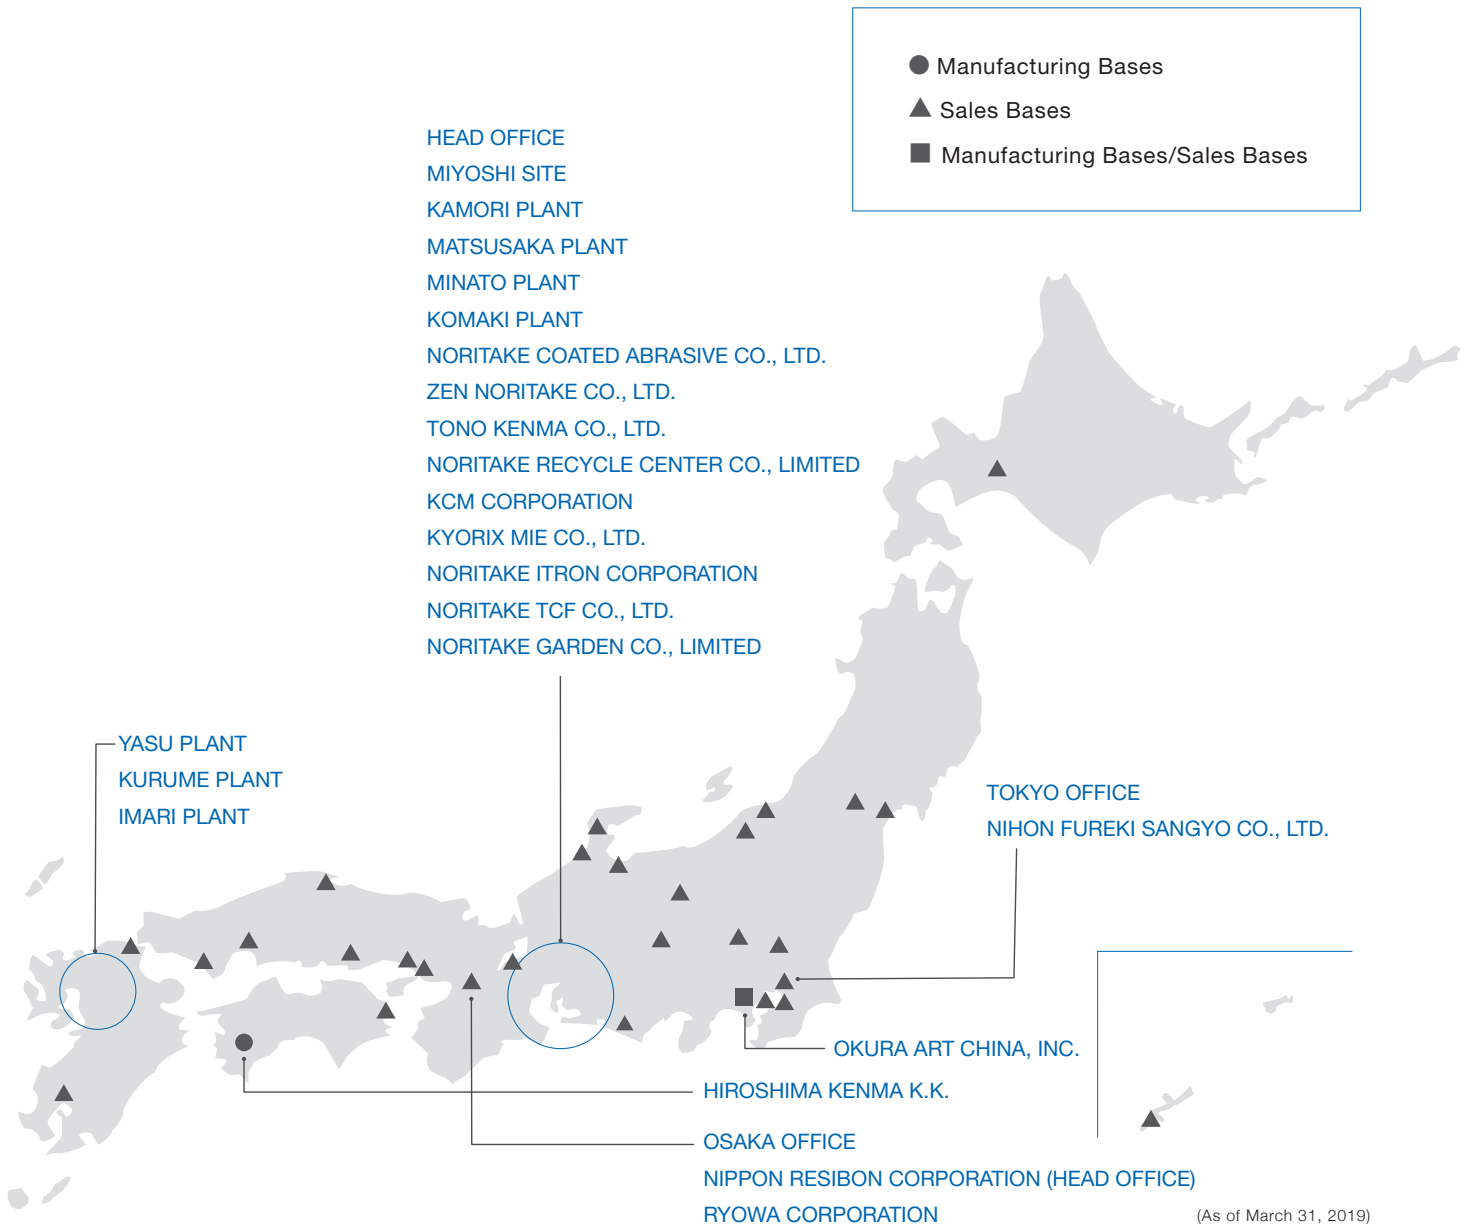 Manufacturing Bases
Sales Bases
Manufacturing Bases/Sales Bases
HEAD OFFICE
MIYOSHI SITE
KAMORI PLANT
MATSUSAKA PLANT
MINATO PLANT
KOMAKI PLANT
NORITAKE COATED ABRASIVE CO., LTD.
ZEN NORITAKE CO., LTD.
TONO KENMA CO., LTD.
NORITAKE RECYCLE CENTER CO., LIMITED
KCM CORPORATION
KYORIX MIE CO., LTD.
NORITAKE ITRON CORPORATION
NORITAKE TCF CO., LTD.
NORITAKE GARDEN CO., LIMITED
YASU PLANT
KURUME PLANT
IMARI PLANT
TOKYO OFFICE
NIHON FUREKI SANGYO CO., LTD.
OKURA ART CHINA, INC.
HIROSHIMA KENMA K.K.
OSAKA OFFICE
NIPPON RESIBON CORPORATION (HEAD OFFICE)
RYOWA CORPORATION
(As of March 31, 2019)